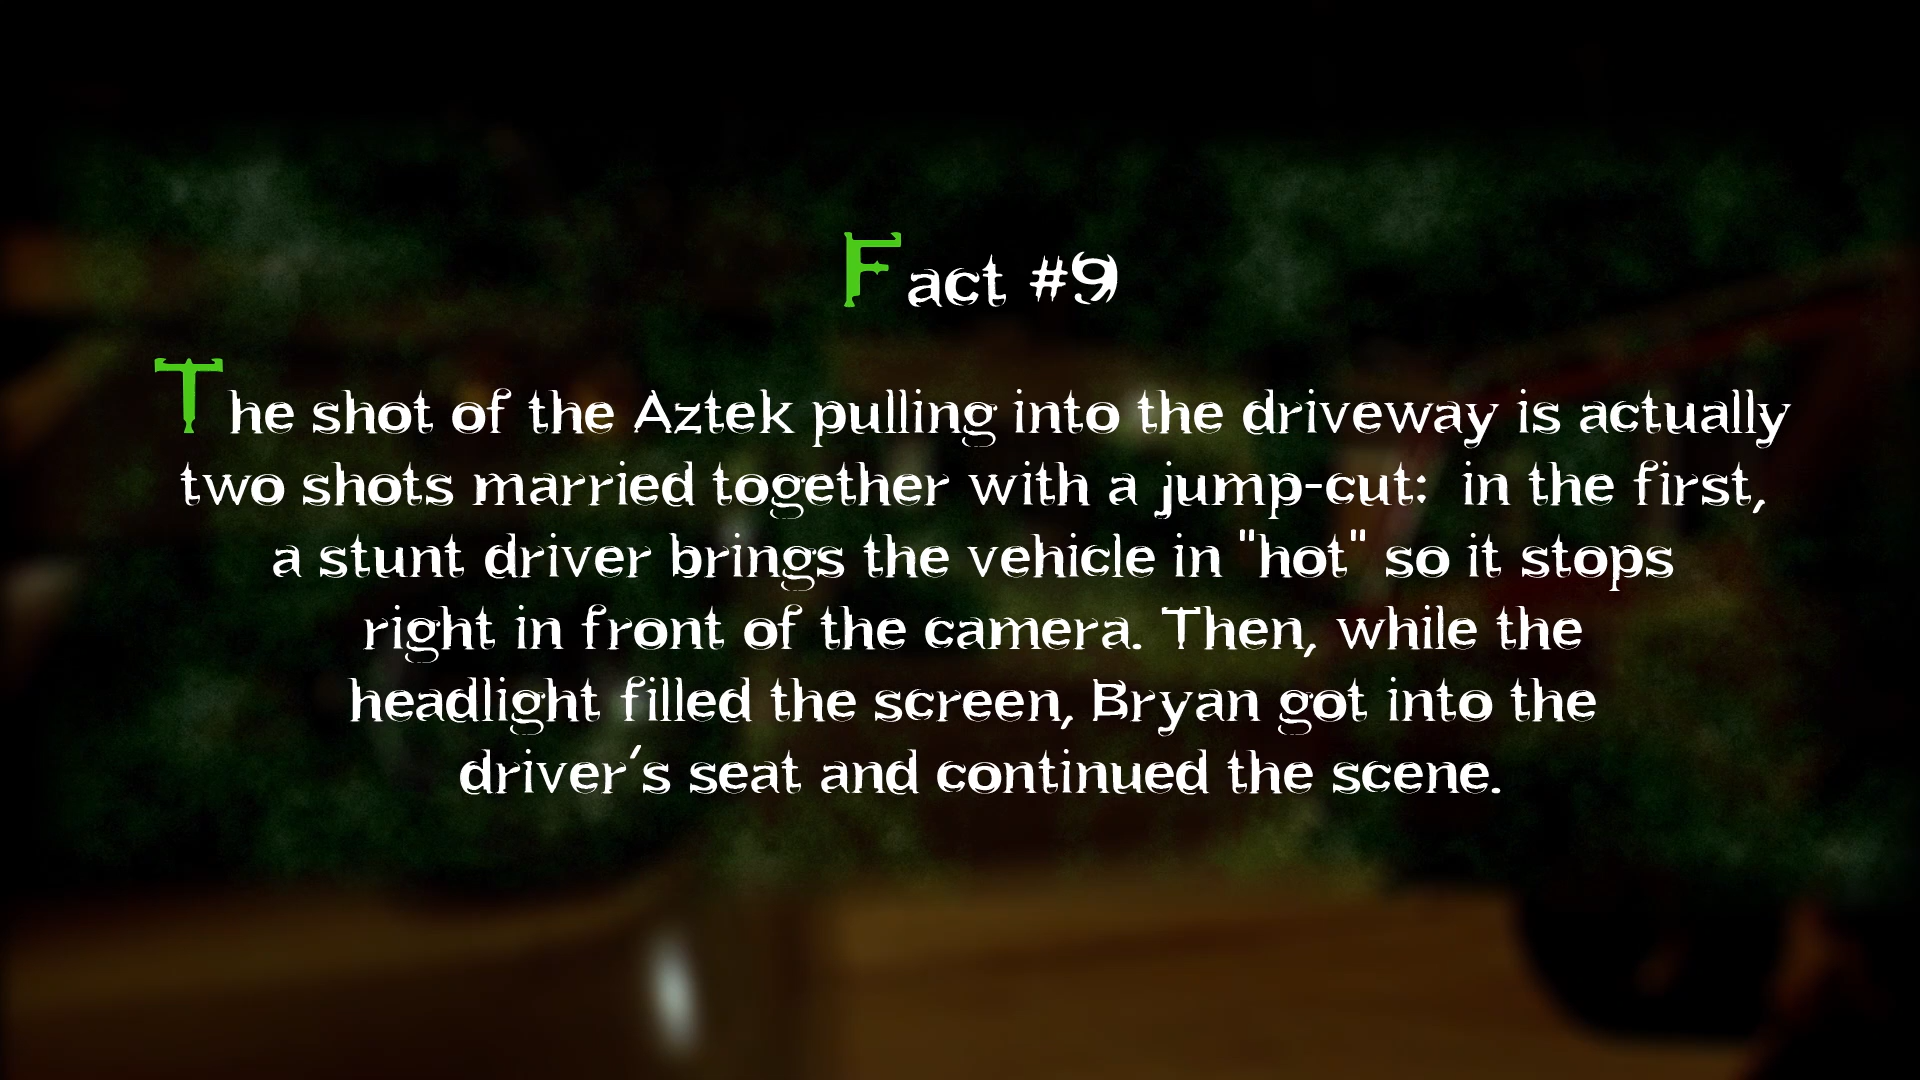 Fact #9
The shot of the Aztek pulling into the driveway is actually
two shots married together with a jump-cut:  in the first,
a stunt driver brings the vehicle in "hot" so it stops
right in front of the camera. Then, while the
headlight filled the screen, Bryan got into the
driver's seat and continued the scene.